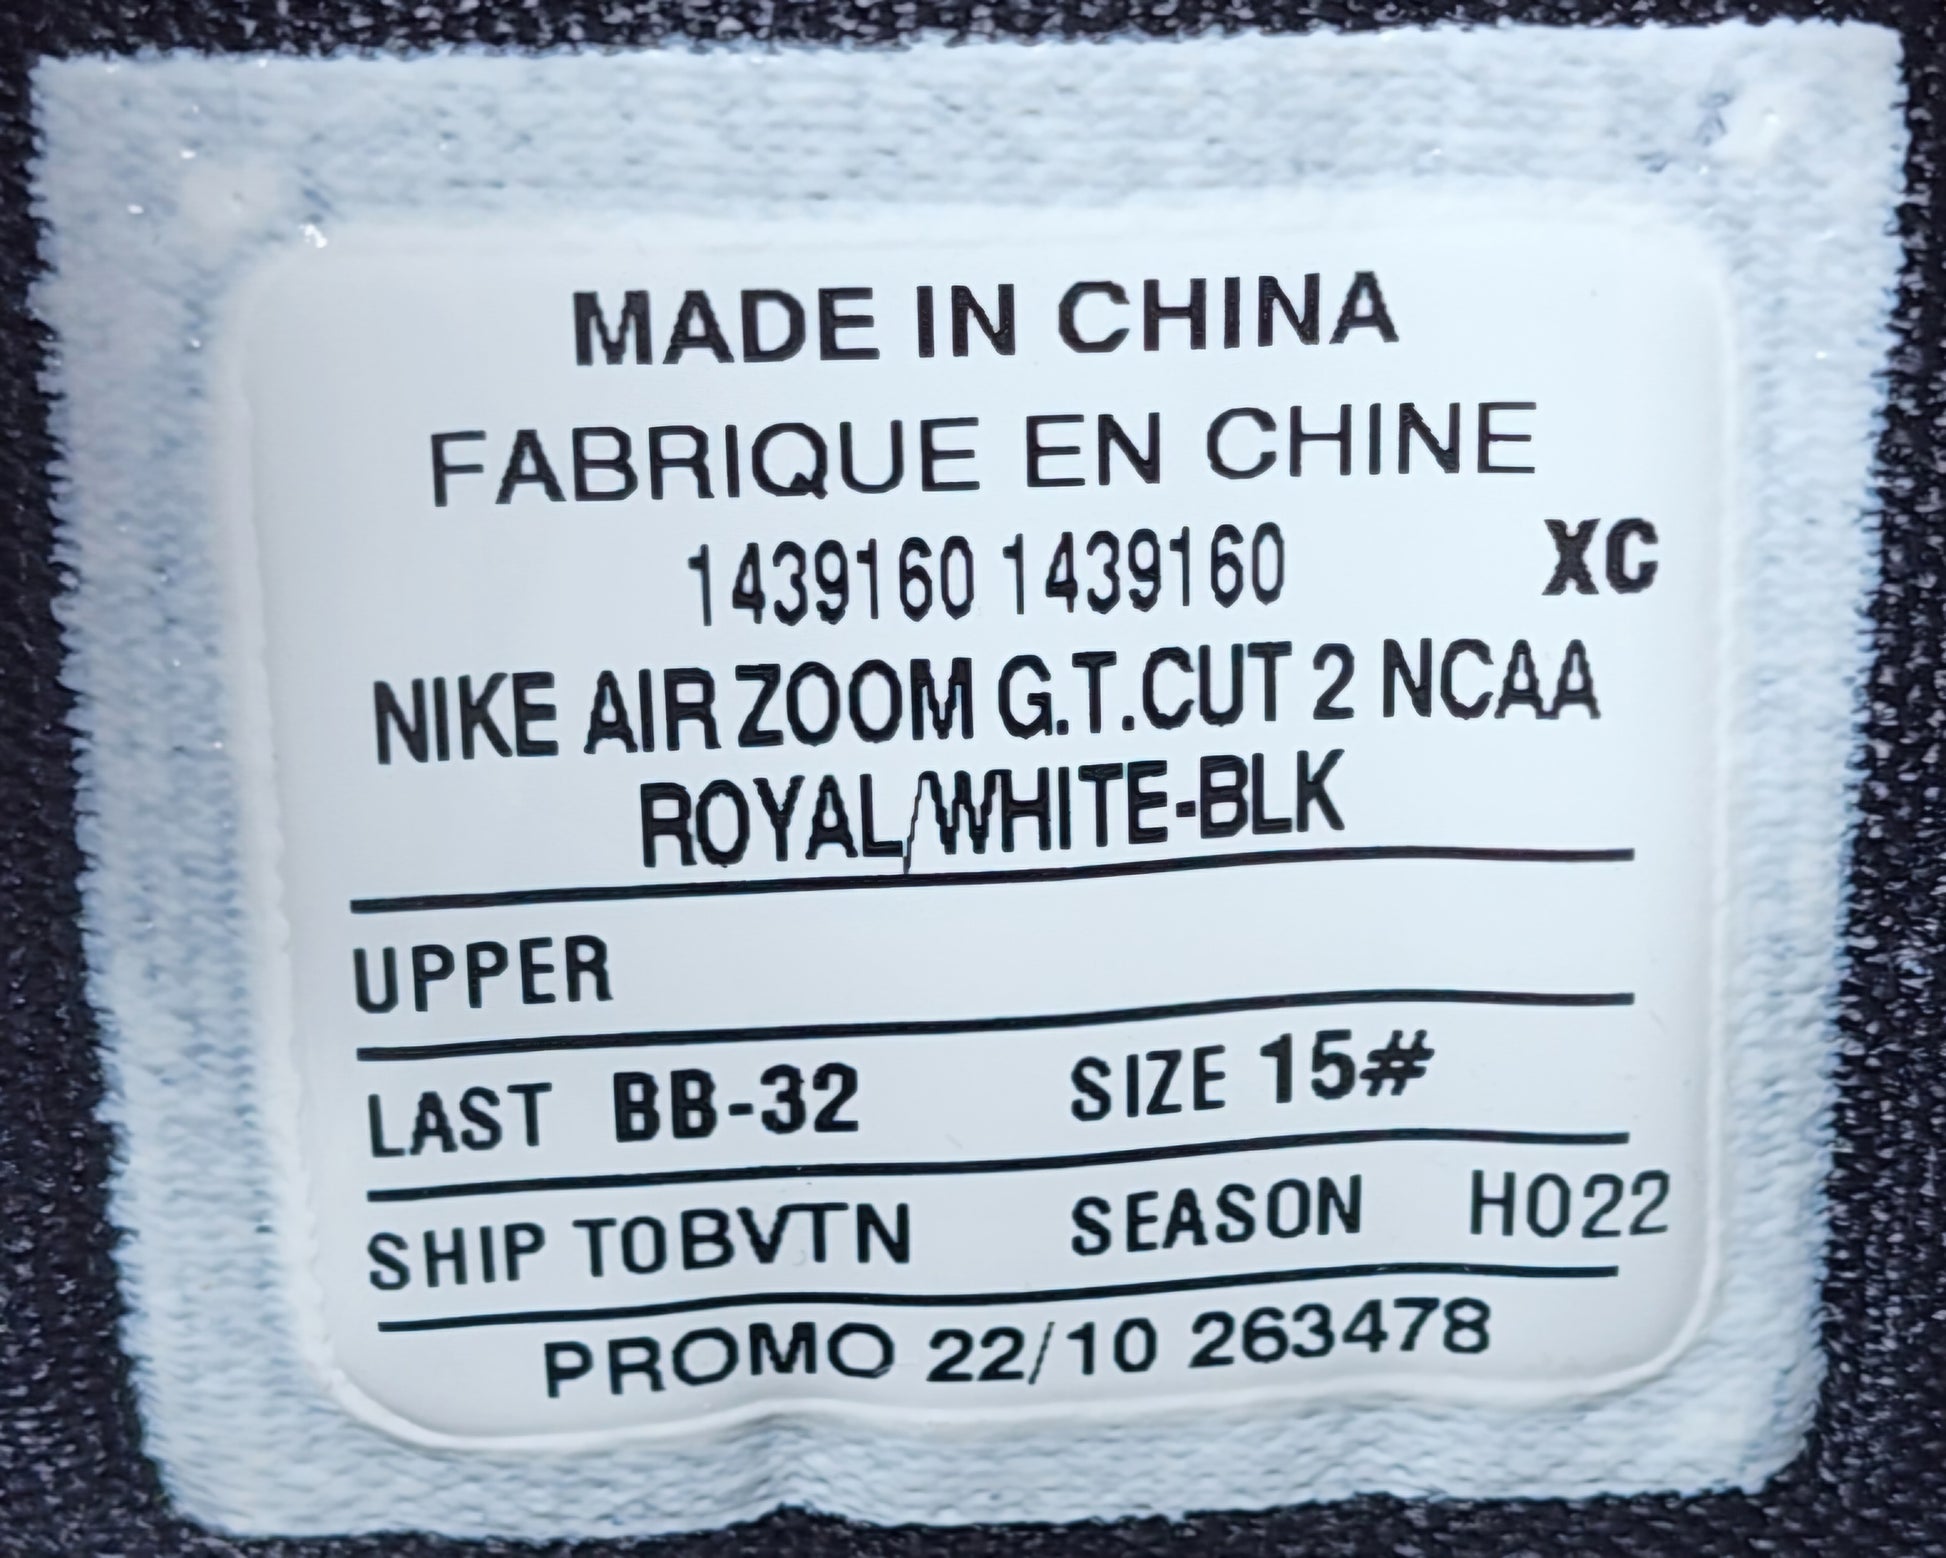 MADE IN CHINA
FABRIQUE EN CHINE
1439160 1439160 XC
NIKE AIR ZOOM G.T.CUT 2 NCAA
ROYAL/WHITE-BLK
UPPER
LAST BB-32 SIZE 15#
SHIP TOBVTN SEASON HO22
PROMO 22/10 263478